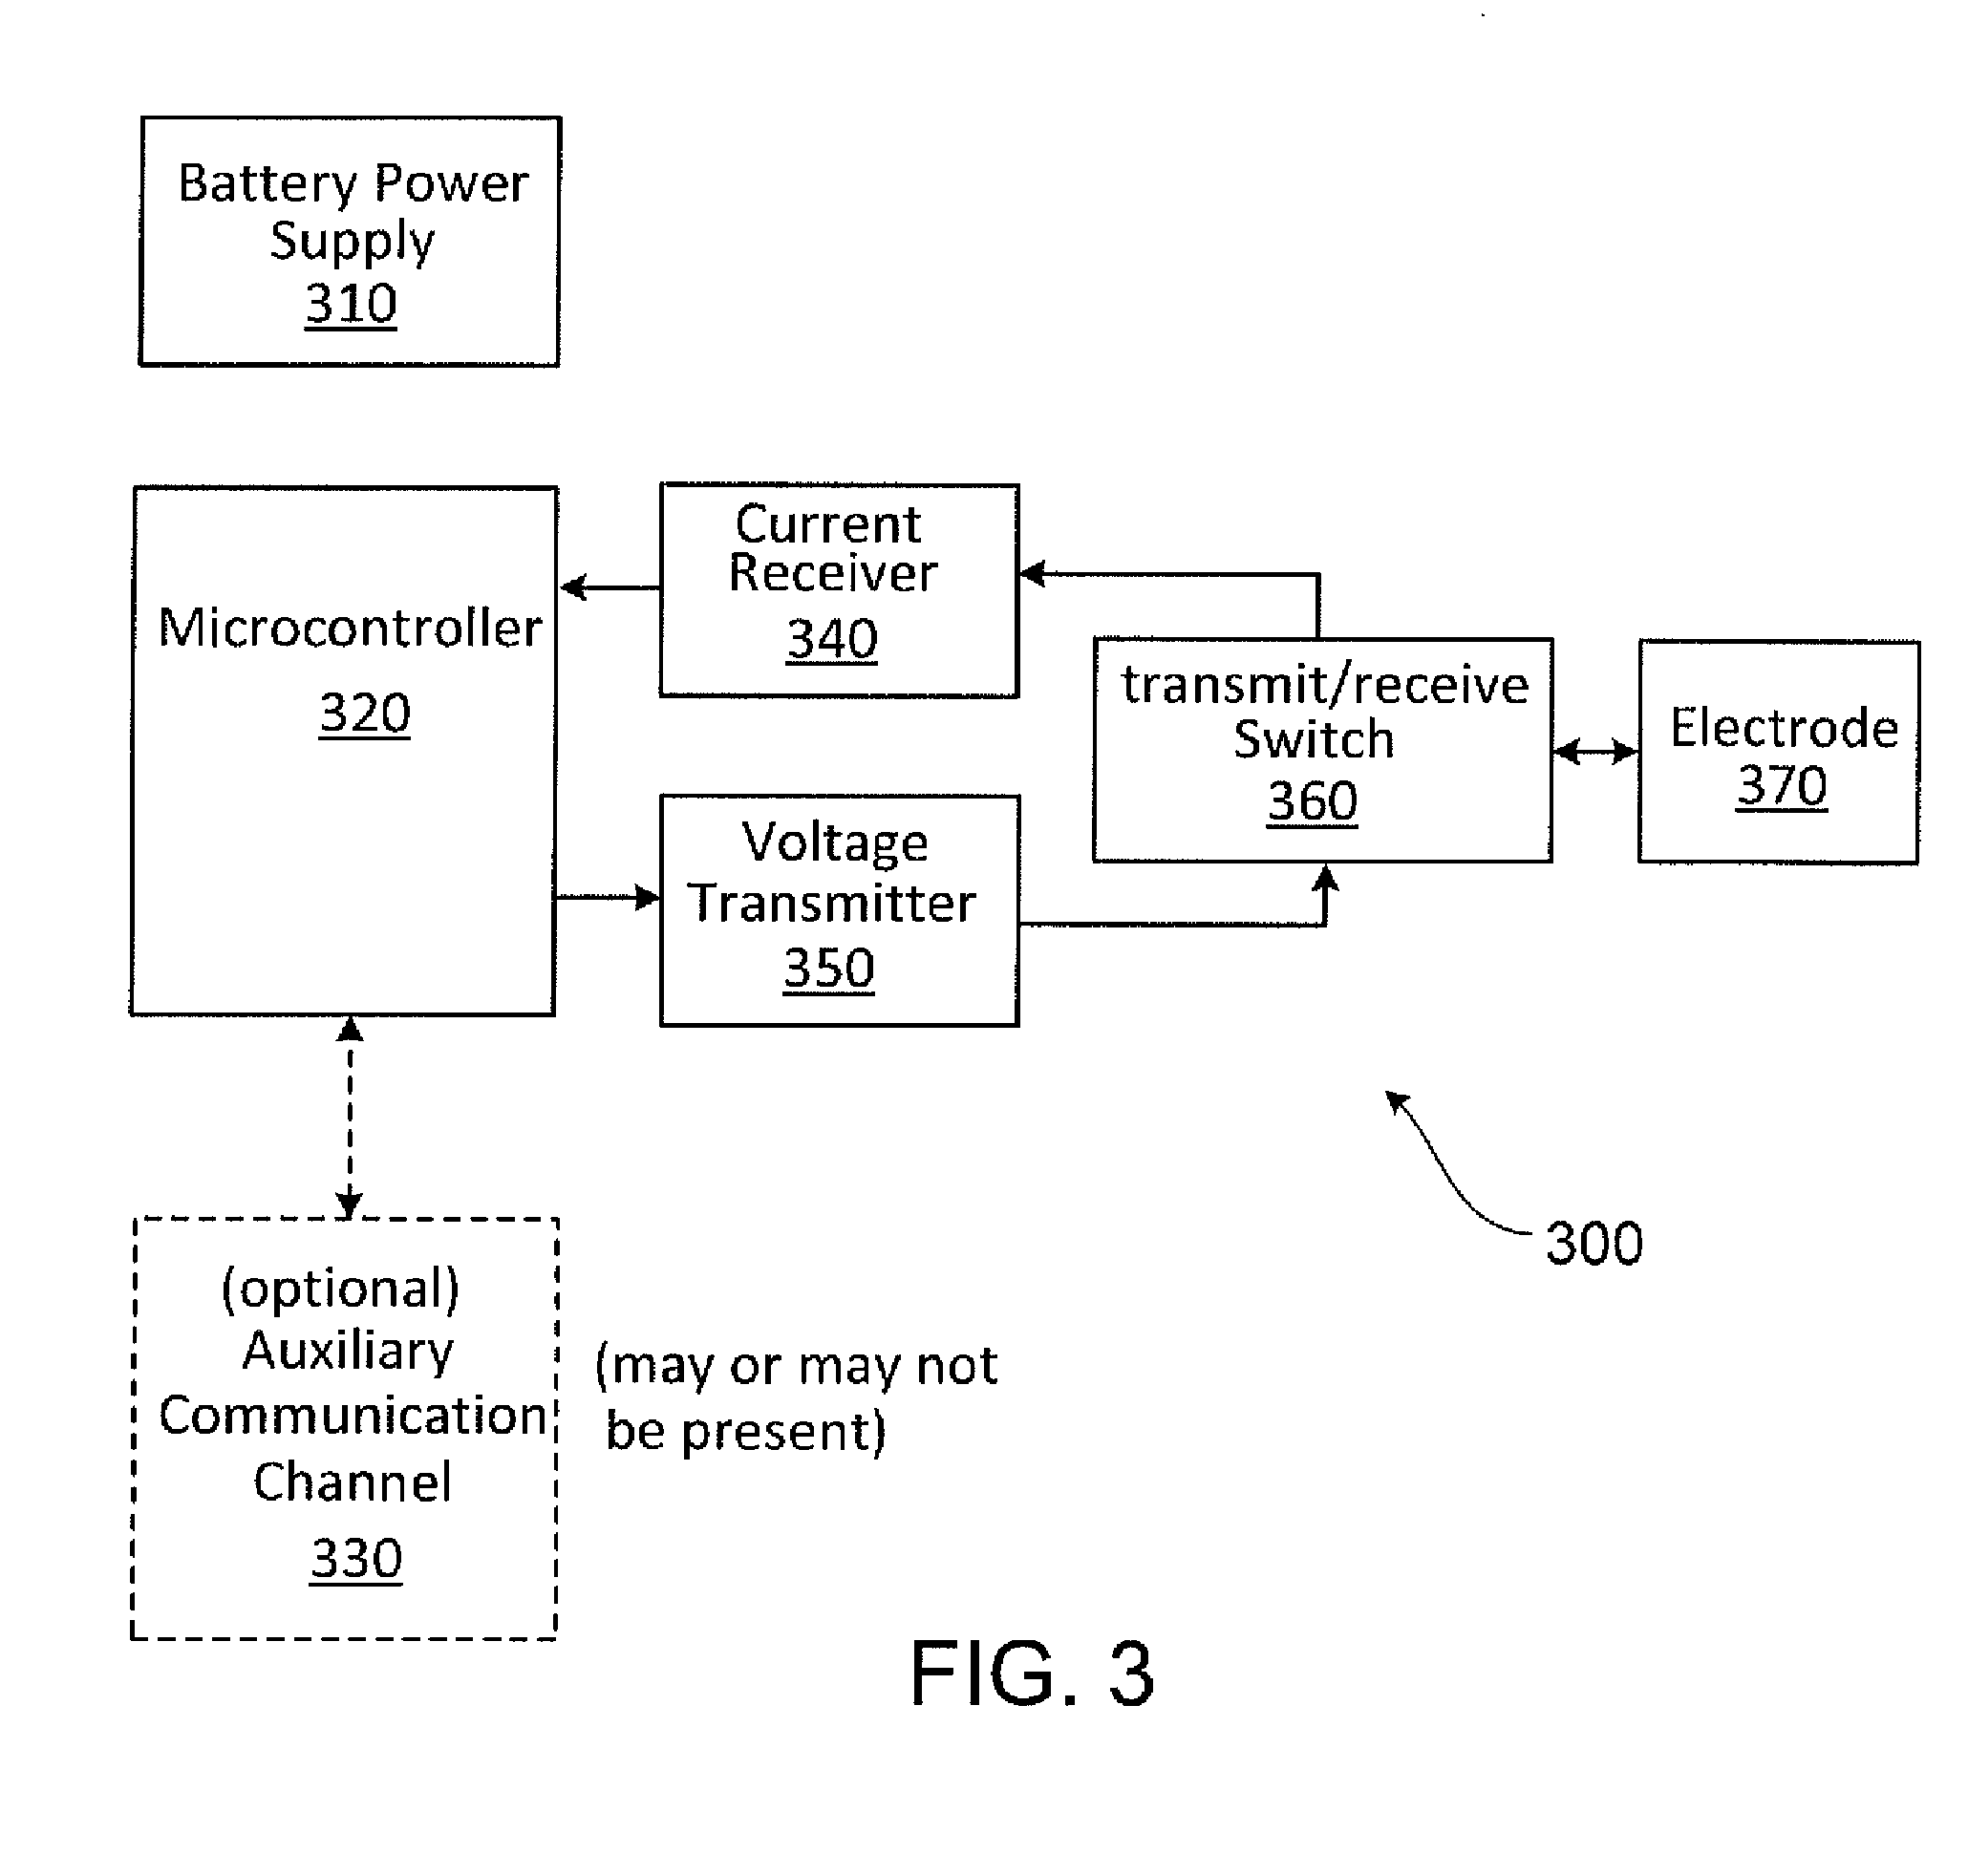 Battery Power
Supply
310
Microcontroller
320
Current
Receiver
340
Voltage
Transmitter
350
transmit/receive
Switch
360
Electrode
370
300
(optional)
Auxiliary
Communication
Channel
330
(may or may not
be present)
FIG. 3